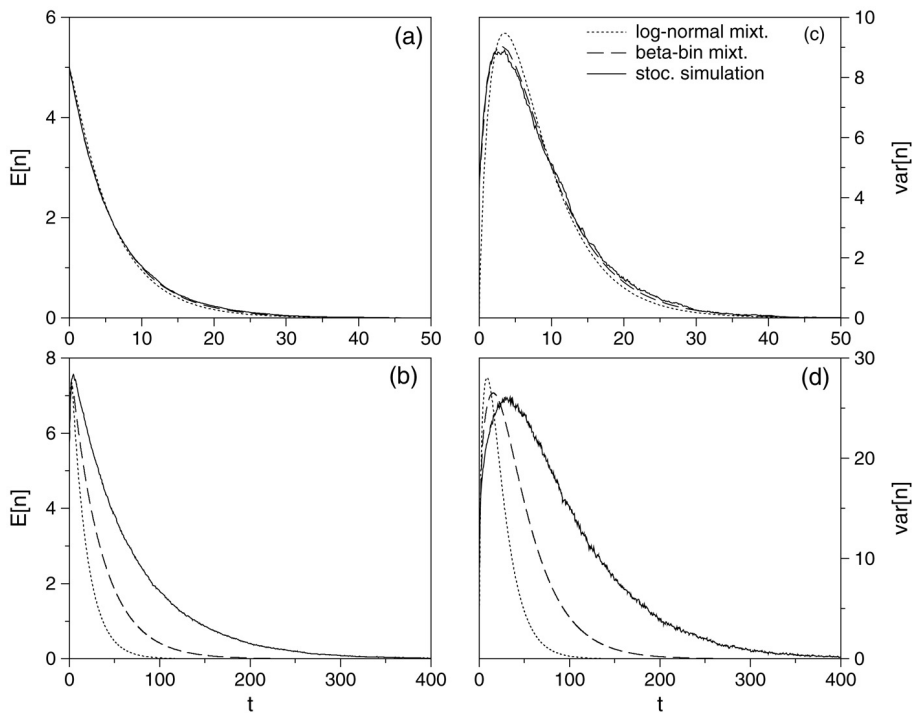 6
4
2
0
E[n]
(a)
0 10 20 30 40 50
(c)
log-normal mixt.
beta-bin mixt.
stoc. simulation
10
8
6
4
2
0
var[n]
0 10 20 30 40 50
8
6
4
2
0
E[n]
(b)
0 100 200 300 400
t
(d)
30
20
10
0
var[n]
0 100 200 300 400
t